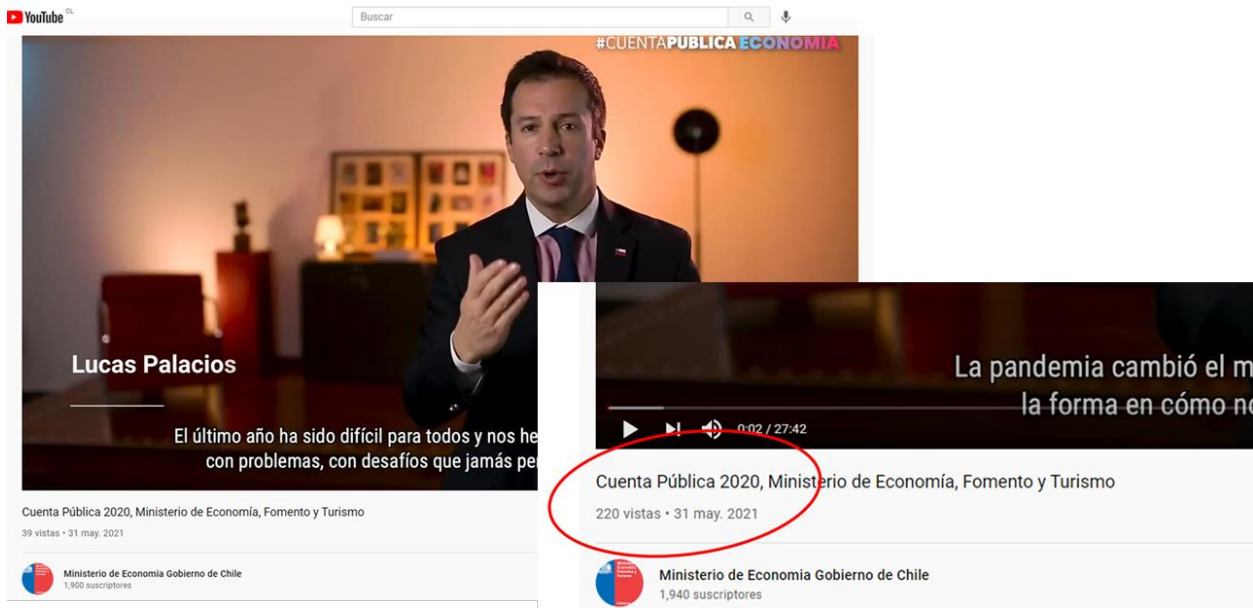 YouTube CL
Buscar
#CUENTAPUBLICA ECONOMIA
Lucas Palacios
El último año ha sido difícil para todos y nos he
con problemas, con desafíos que jamás pe
Cuenta Pública 2020, Ministerio de Economía, Fomento y Turismo
39 vistas • 31 may. 2021
Ministerio de Economia Gobierno de Chile
1,900 suscriptores
La pandemia cambió el m
la forma en cómo no
0:02 / 27:42
Cuenta Pública 2020, Ministerio de Economía, Fomento y Turismo
220 vistas • 31 may. 2021
Ministerio de Economia Gobierno de Chile
1,940 suscriptores